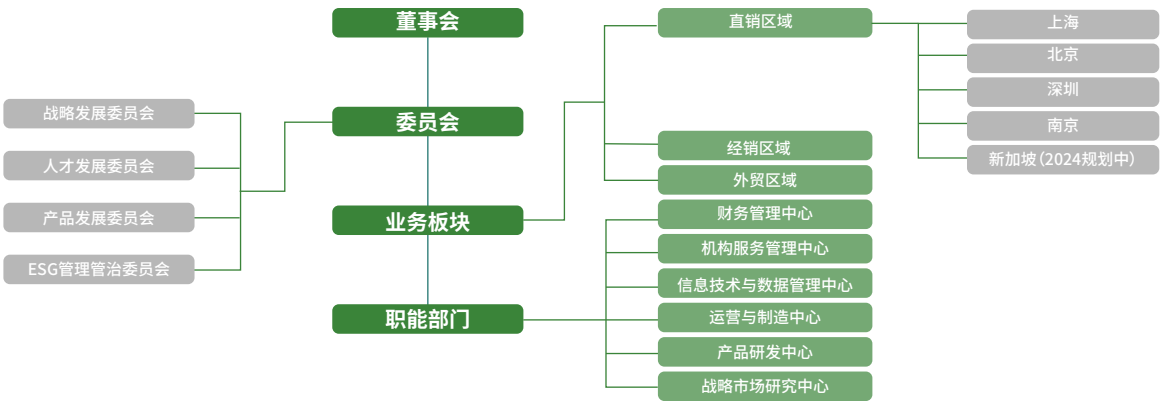 董事会
委员会
业务板块
职能部门
战略发展委员会
人才发展委员会
产品发展委员会
ESG管理管治委员会
直销区域
经销区域
外贸区域
财务管理中心
机构服务管理中心
信息技术与数据管理中心
运营与制造中心
产品研发中心
战略市场研究中心
上海
北京
深圳
南京
新加坡（2024规划中）